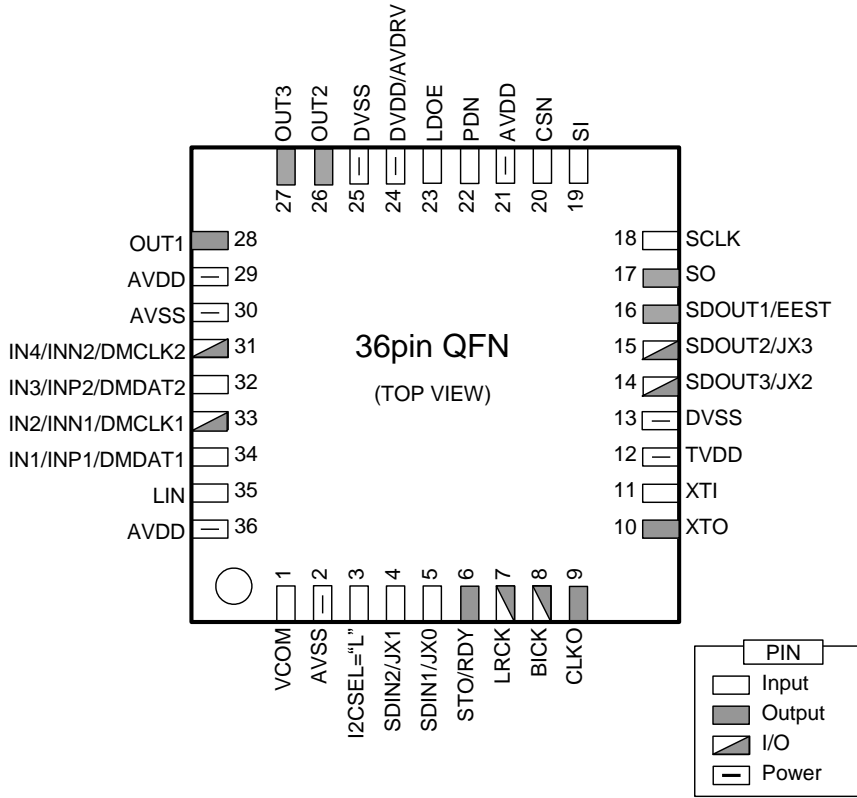 OUT3
OUT2
DVSS
DVDD/AVDRV
LDOE
PDN
AVDD
CSN
SI
27
26
25
24
23
22
21
20
19
OUT1 28
AVDD 29
AVSS 30
IN4/INN2/DMCLK2 31
IN3/INP2/DMDAT2 32
IN2/INN1/DMCLK1 33
IN1/INP1/DMDAT1 34
LIN 35
AVDD 36
36pin QFN
(TOP VIEW)
18 SCLK
17 SO
16 SDOUT1/EEST
15 SDOUT2/JX3
14 SDOUT3/JX2
13 DVSS
12 TVDD
11 XTI
10 XTO
1
2
3
4
5
6
7
8
9
VCOM
AVSS
I2CSEL=“L”
SDIN2/JX1
SDIN1/JX0
STO/RDY
LRCK
BICK
CLKO
PIN
Input
Output
I/O
Power